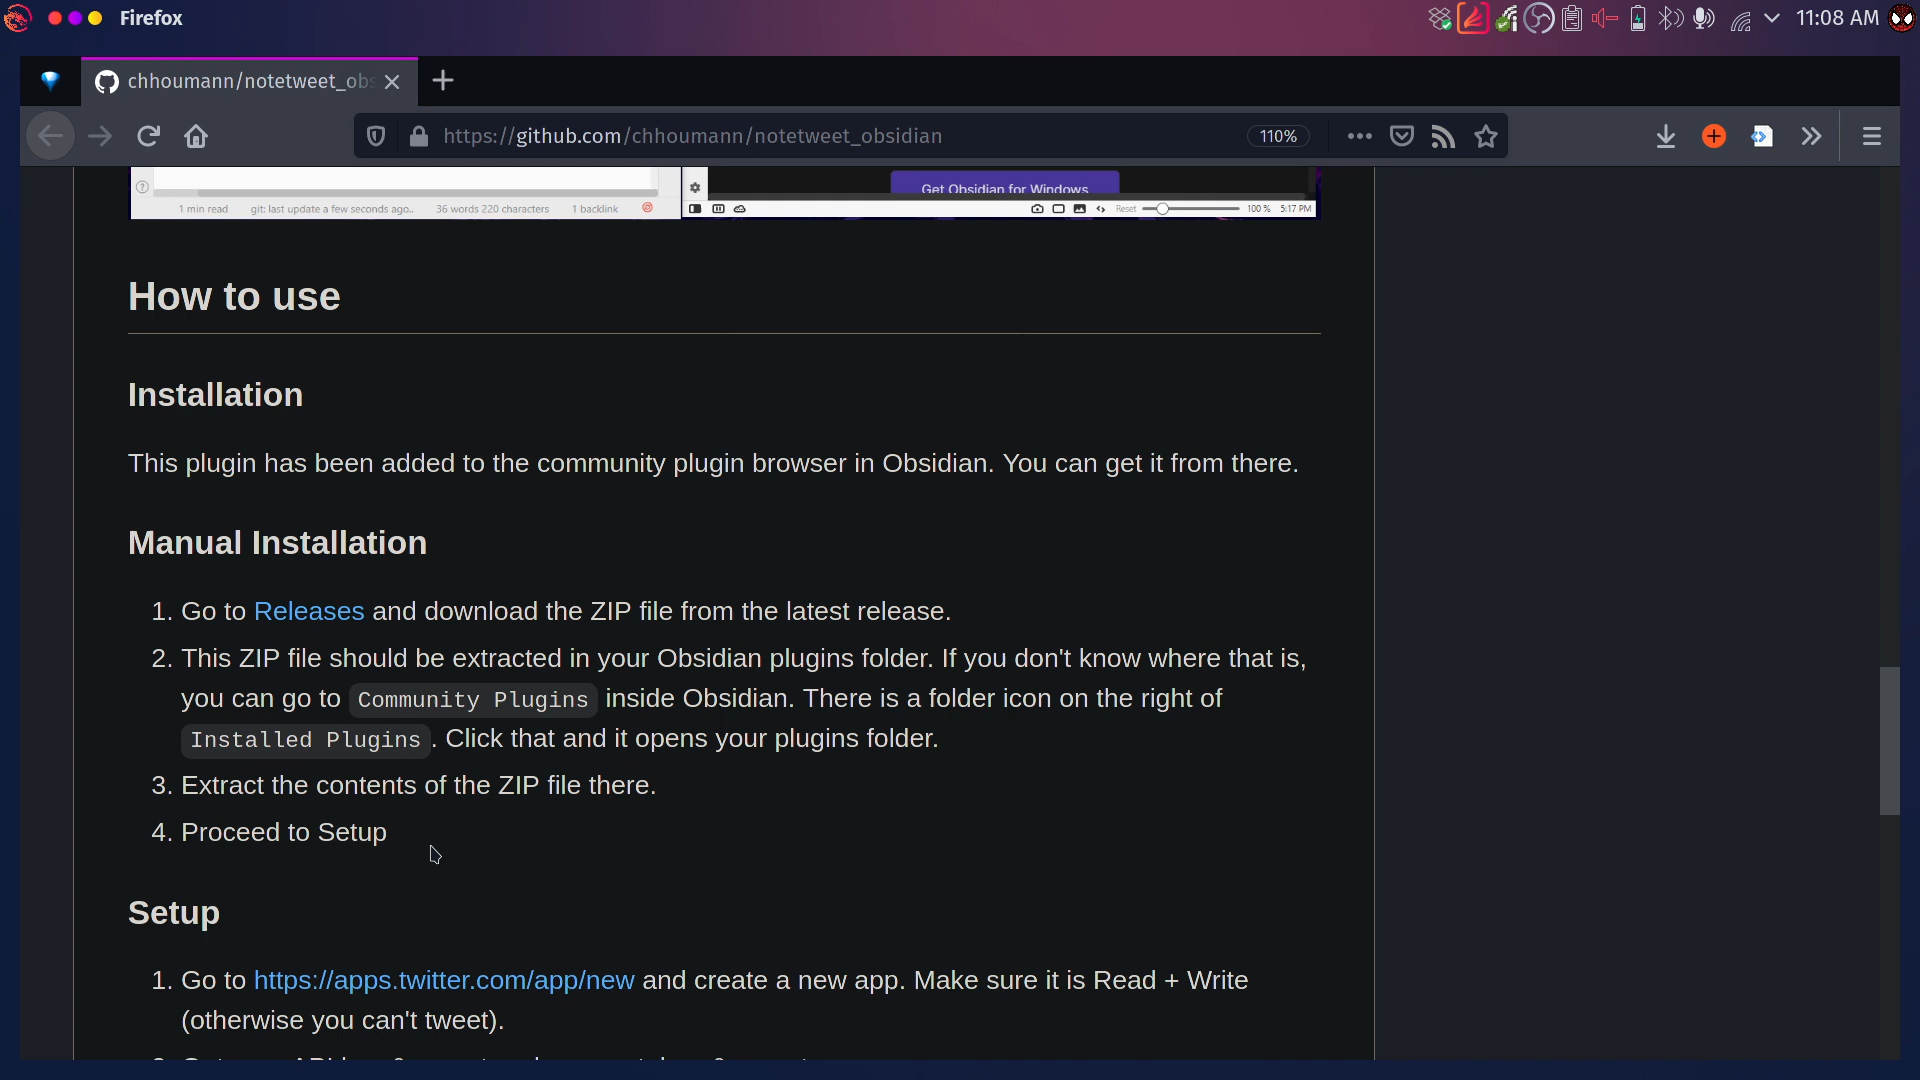 Firefox
11:08 AM
chhoumann/notetweet_obs
https://github.com/chhoumann/notetweet_obsidian
110%
Get Obsidian for Windows
1 min read git: last update a few seconds ago.. 36 words 220 characters 1 backlink
Reset 100 % 5:17 PM
How to use
Installation
This plugin has been added to the community plugin browser in Obsidian. You can get it from there.
Manual Installation
1. Go to Releases and download the ZIP file from the latest release.
2. This ZIP file should be extracted in your Obsidian plugins folder. If you don't know where that is,
you can go to Community Plugins inside Obsidian. There is a folder icon on the right of
Installed Plugins. Click that and it opens your plugins folder.
3. Extract the contents of the ZIP file there.
4. Proceed to Setup
Setup
1. Go to https://apps.twitter.com/app/new and create a new app. Make sure it is Read + Write
(otherwise you can't tweet).